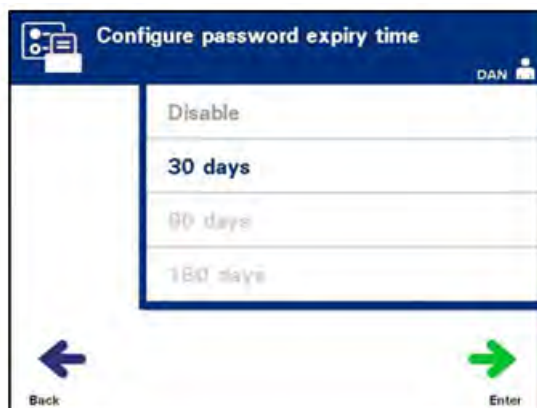 Configure password expiry time
DAN
Disable
30 days
90 days
180 days
Back
Enter